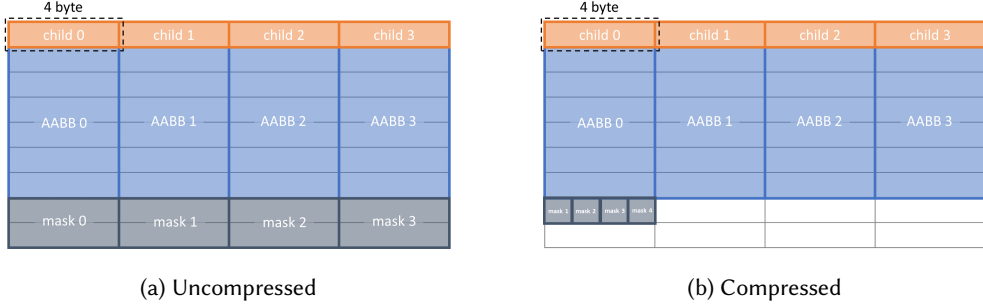 4 byte
child 0 child 1 child 2 child 3
AABB 0 AABB 1 AABB 2 AABB 3
mask 0 mask 1 mask 2 mask 3
(a) Uncompressed
4 byte
child 0 child 1 child 2 child 3
AABB 0 AABB 1 AABB 2 AABB 3
mask 1 mask 2 mask 3 mask 4
(b) Compressed